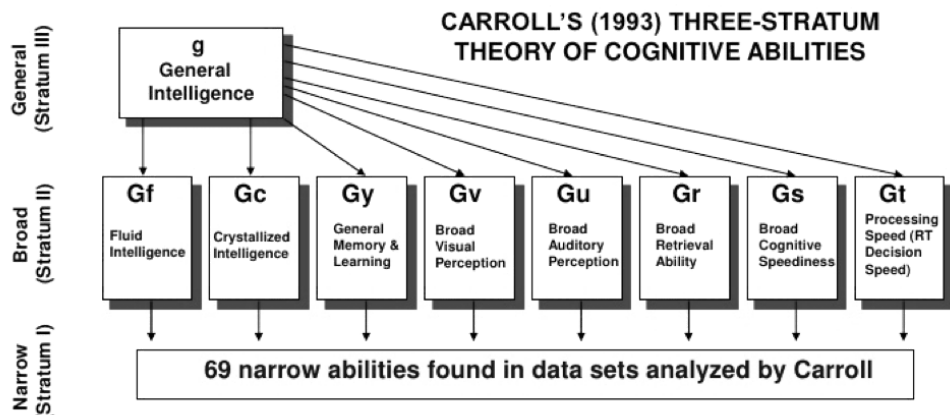 CARROLL'S (1993) THREE-STRATUM
THEORY OF COGNITIVE ABILITIES
General
(Stratum III)
g
General
Intelligence
Broad
(Stratum II)
Gf
Fluid
Intelligence
Gc
Crystallized
Intelligence
Gy
General
Memory &
Learning
Gv
Broad
Visual
Perception
Gu
Broad
Auditory
Perception
Gr
Broad
Retrieval
Ability
Gs
Broad
Cognitive
Speediness
Gt
Processing
Speed (RT
Decision
Speed)
Narrow
(Stratum I)
69 narrow abilities found in data sets analyzed by Carroll